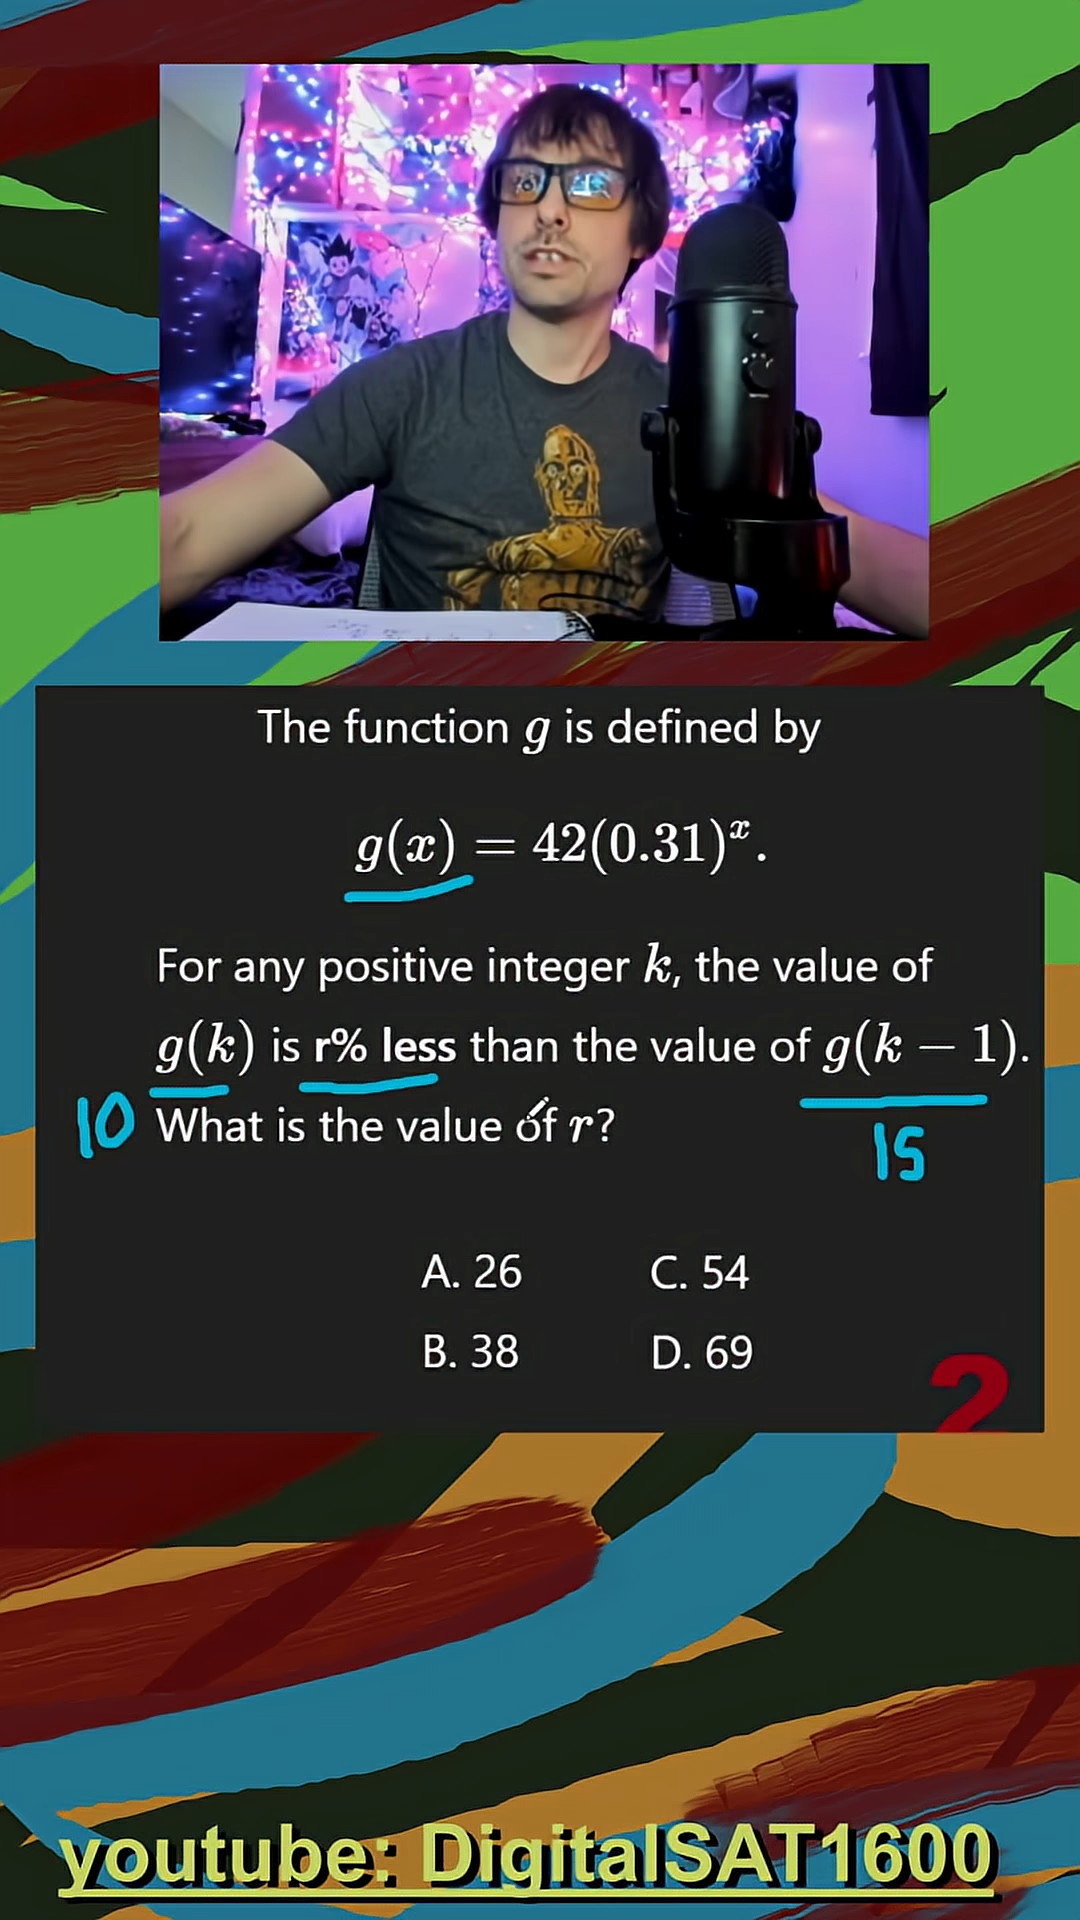 The function g is defined by
g(x) = 42(0.31)^x.
For any positive integer k, the value of
g(k) is r% less than the value of g(k − 1).
10 What is the value of r?
15
A. 26 C. 54
B. 38 D. 69
2
youtube: DigitalSAT1600